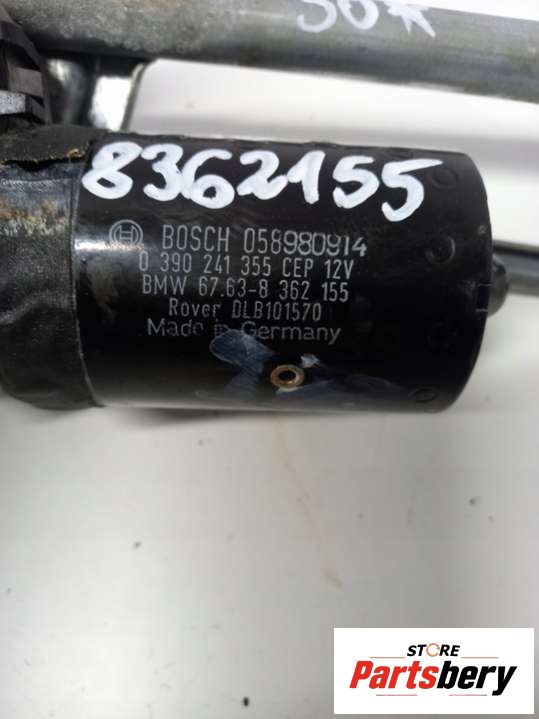 8362155
BOSCH 058980914
0 390 241 355 CEP 12V
BMW 67.63-8 362 155
Rover DLB101570
Made in Germany
STORE
Partsbery